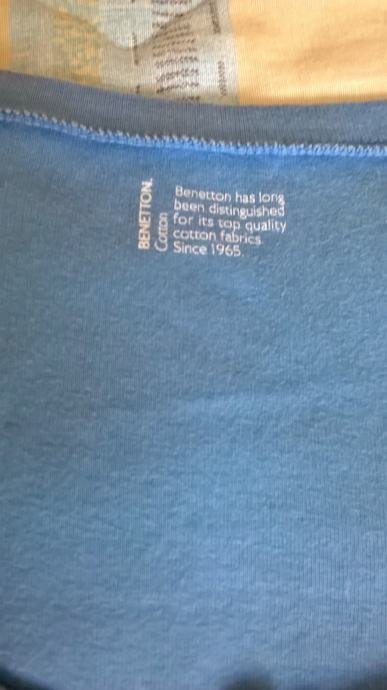 BENETTON.
Cotton
Benetton has long
been distinguished
for its top quality
cotton fabrics.
Since 1965.